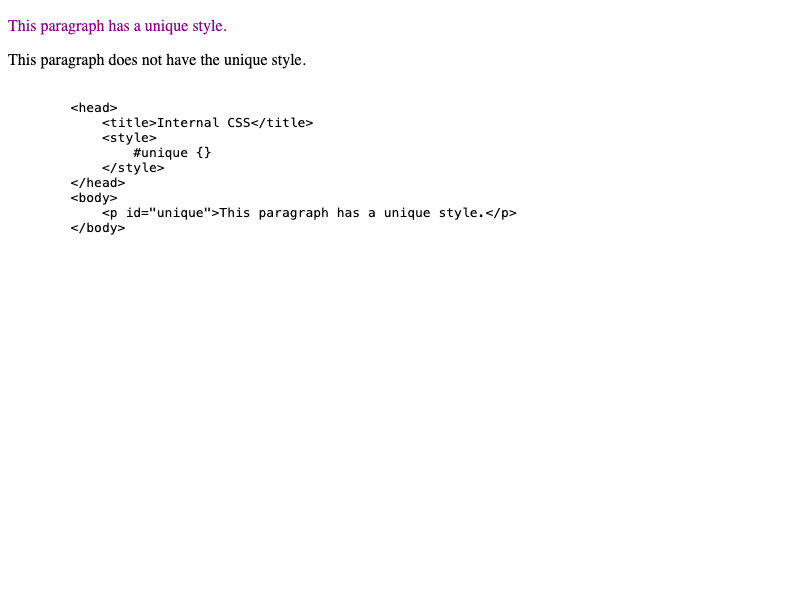 This paragraph has a unique style.
This paragraph does not have the unique style.
<head>
    <title>Internal CSS</title>
    <style>
        #unique {}
    </style>
</head>
<body>
    <p id="unique">This paragraph has a unique style.</p>
</body>